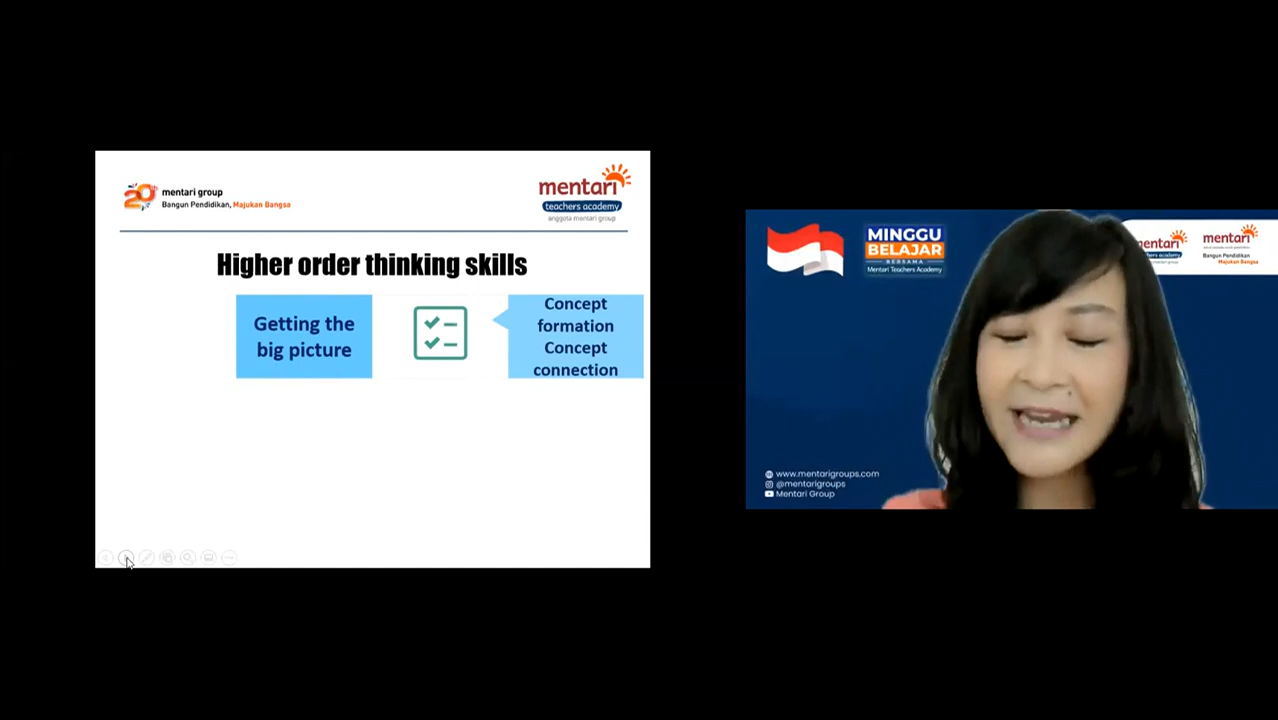 20
mentari group
Bangun Pendidikan, Majukan Bangsa
mentari
teachers academy
anggota mentari group
Higher order thinking skills
Getting the
big picture
Concept
formation
Concept
connection
MINGGU
BELAJAR
BERSAMA
Mentari Teachers Academy
mentari
mentari
Bangun Pendidikan,
Majukan Bangsa
www.mentarigroups.com
@mentarigroups
Mentari Group